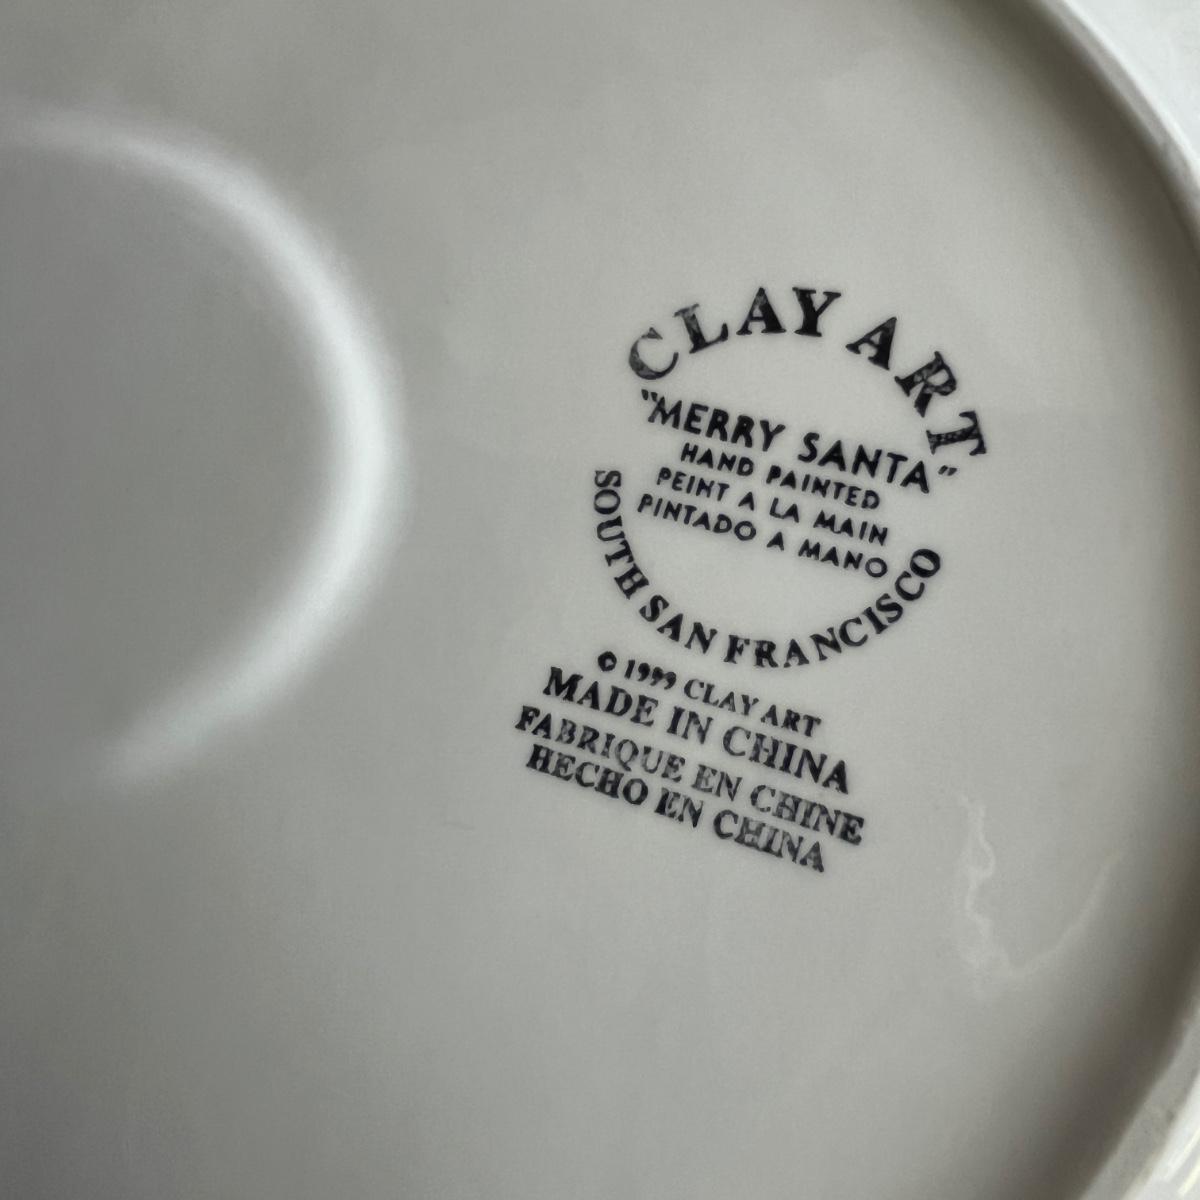 CLAY ART
"MERRY SANTA"
HAND PAINTED
PEINT A LA MAIN
PINTADO A MANO
SOUTH SAN FRANCISCO
© 1999 CLAY ART
MADE IN CHINA
FABRIQUE EN CHINE
HECHO EN CHINA